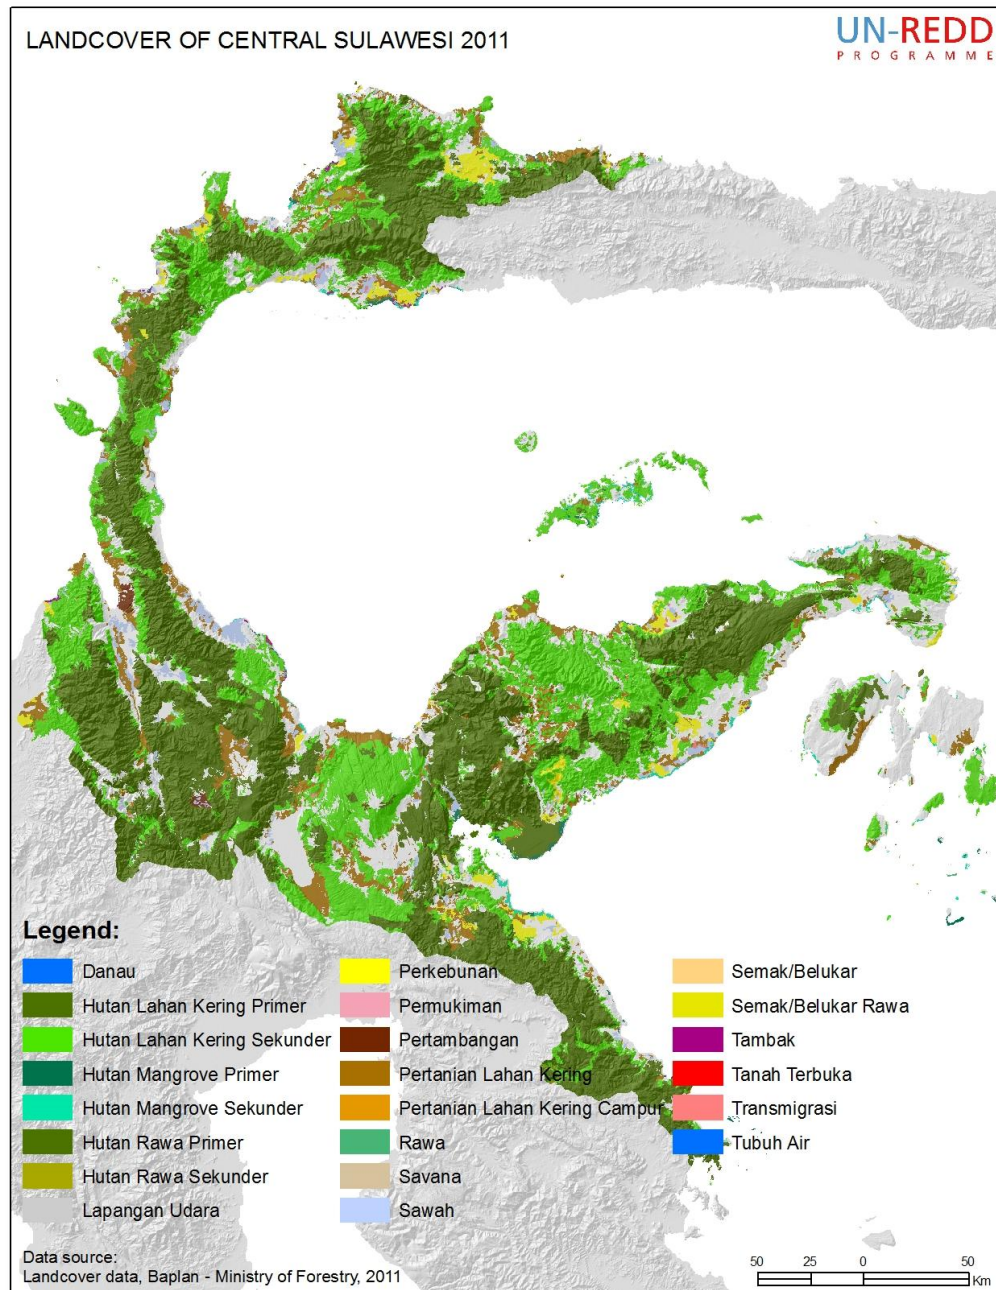 LANDCOVER OF CENTRAL SULAWESI 2011
UN-REDD
PROGRAMME
Legend:
Danau
Hutan Lahan Kering Primer
Hutan Lahan Kering Sekunder
Hutan Mangrove Primer
Hutan Mangrove Sekunder
Hutan Rawa Primer
Hutan Rawa Sekunder
Lapangan Udara
Perkebunan
Permukiman
Pertambangan
Pertanian Lahan Kering
Pertanian Lahan Kering Campur
Rawa
Savana
Sawah
Semak/Belukar
Semak/Belukar Rawa
Tambak
Tanah Terbuka
Transmigrasi
Tubuh Air
Data source:
Landcover data, Baplan - Ministry of Forestry, 2011
50 25 0 50
Km